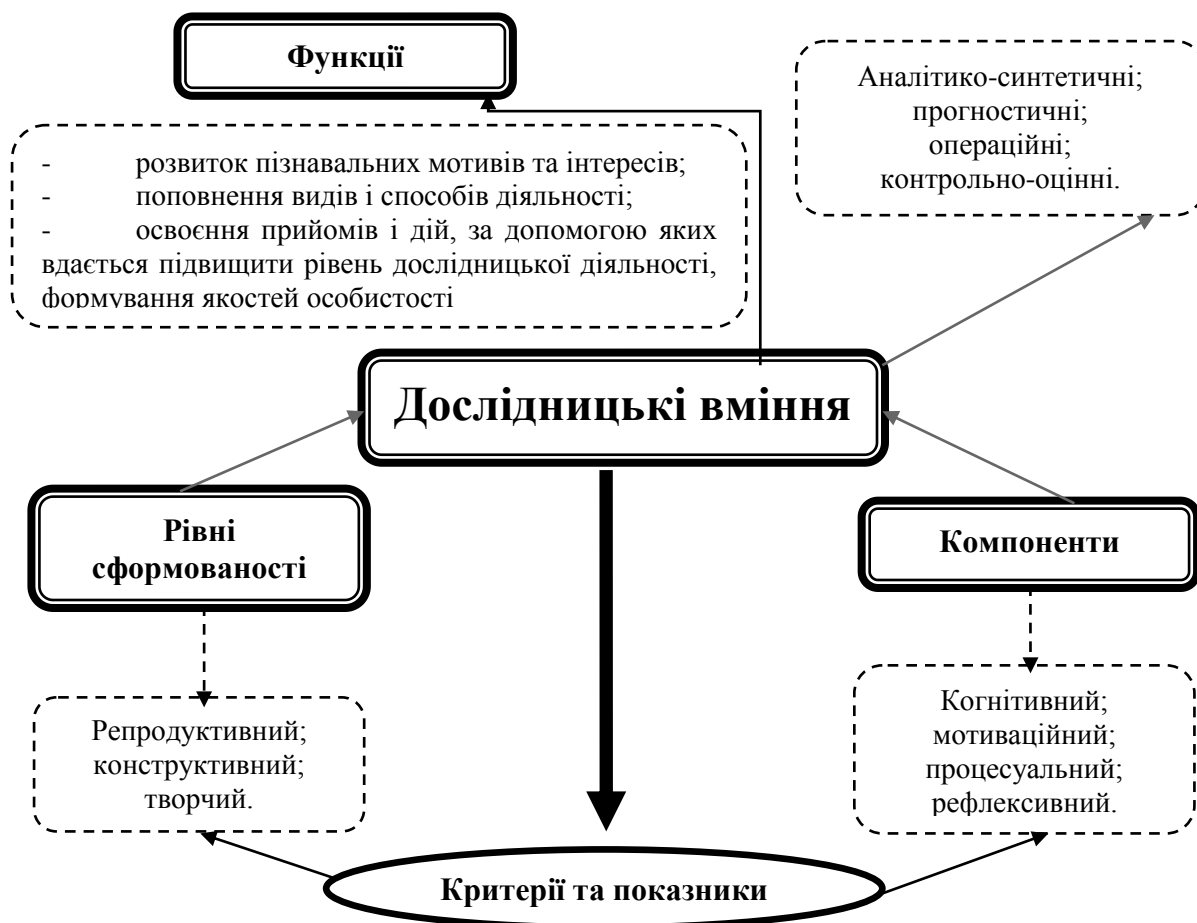 Функції
Аналітико-синтетичні;
прогностичні;
операційні;
контрольно-оцінні.
- розвиток пізнавальних мотивів та інтересів;
- поповнення видів і способів діяльності;
- освоєння прийомів і дій, за допомогою яких
вдається підвищити рівень дослідницької діяльності,
формування якостей особистості
Дослідницькі вміння
Рівні
сформованості
Компоненти
Репродуктивний;
конструктивний;
творчий.
Когнітивний;
мотиваційний;
процесуальний;
рефлексивний.
Критерії та показники